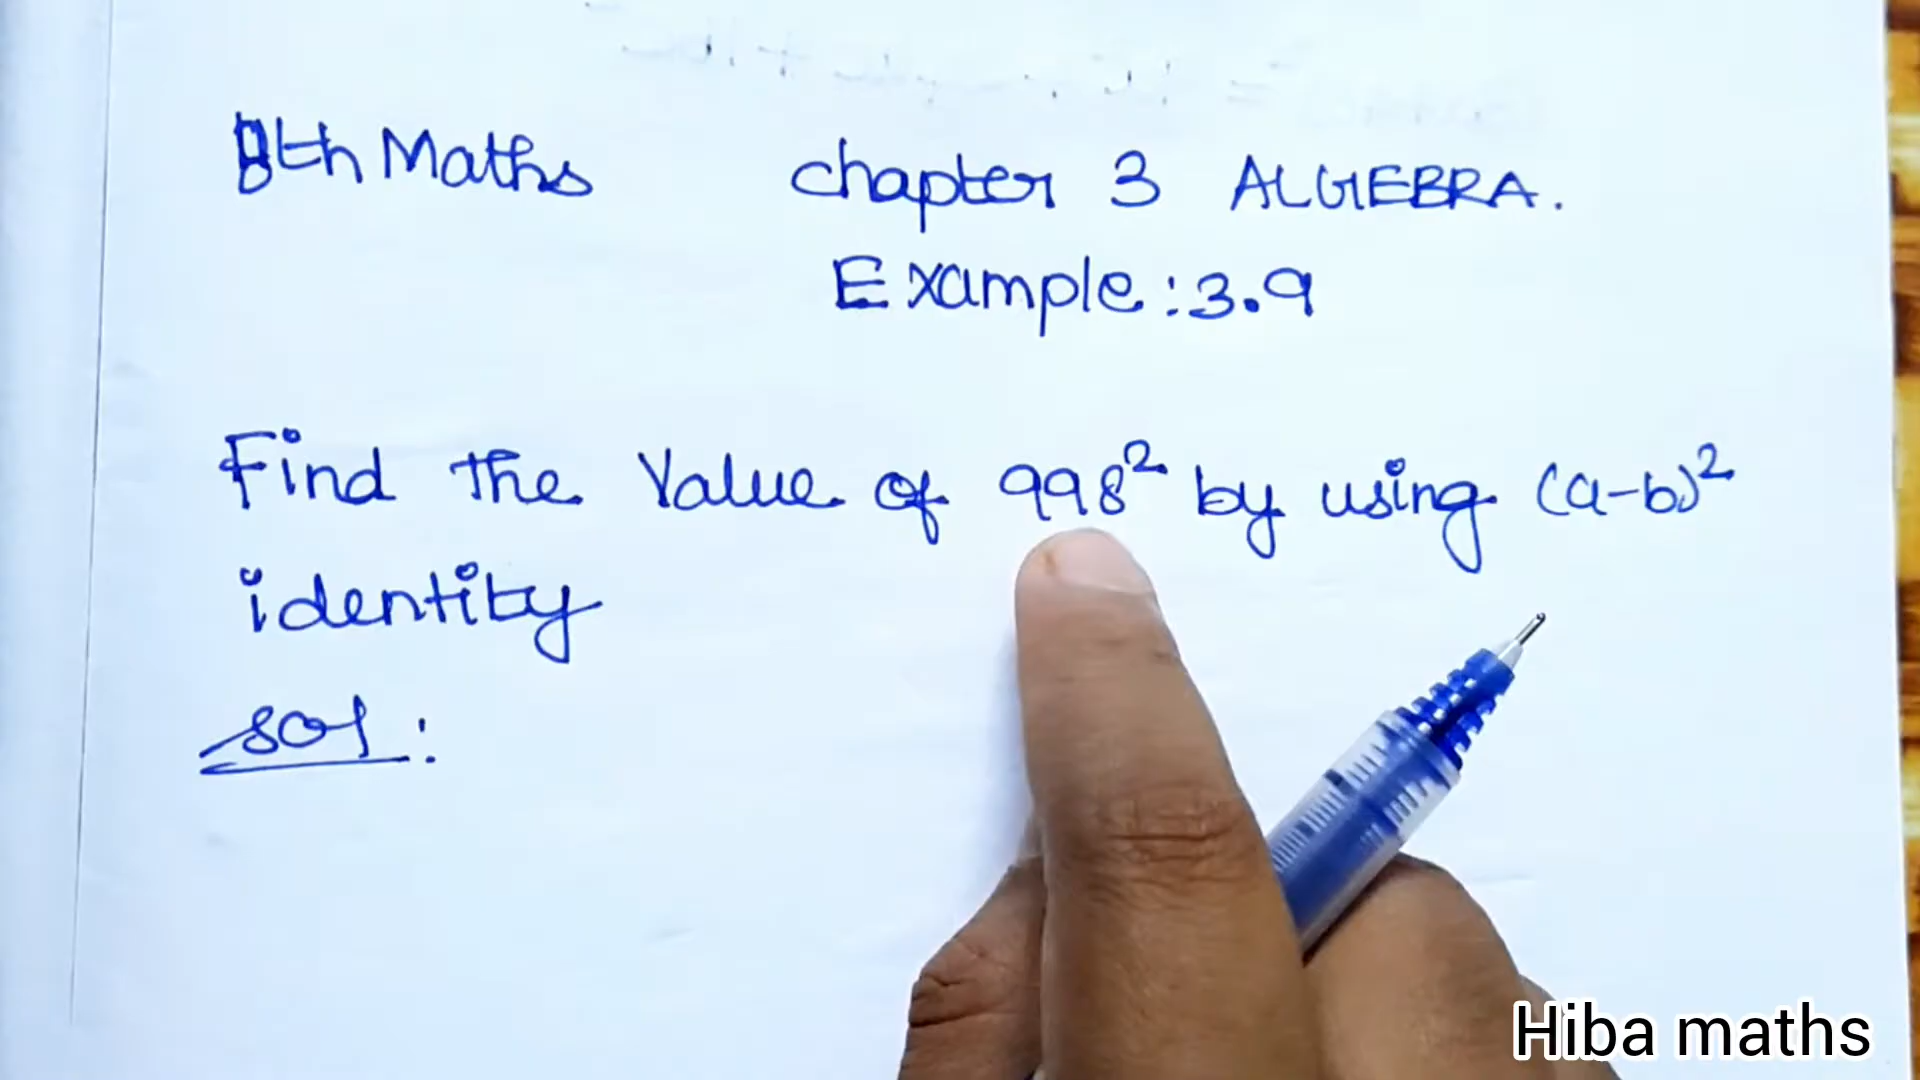 8th Maths chapter 3 ALGEBRA.
Example: 3.9
Find the Value of 998² by using (a-b)²
identity
sol:
Hiba maths